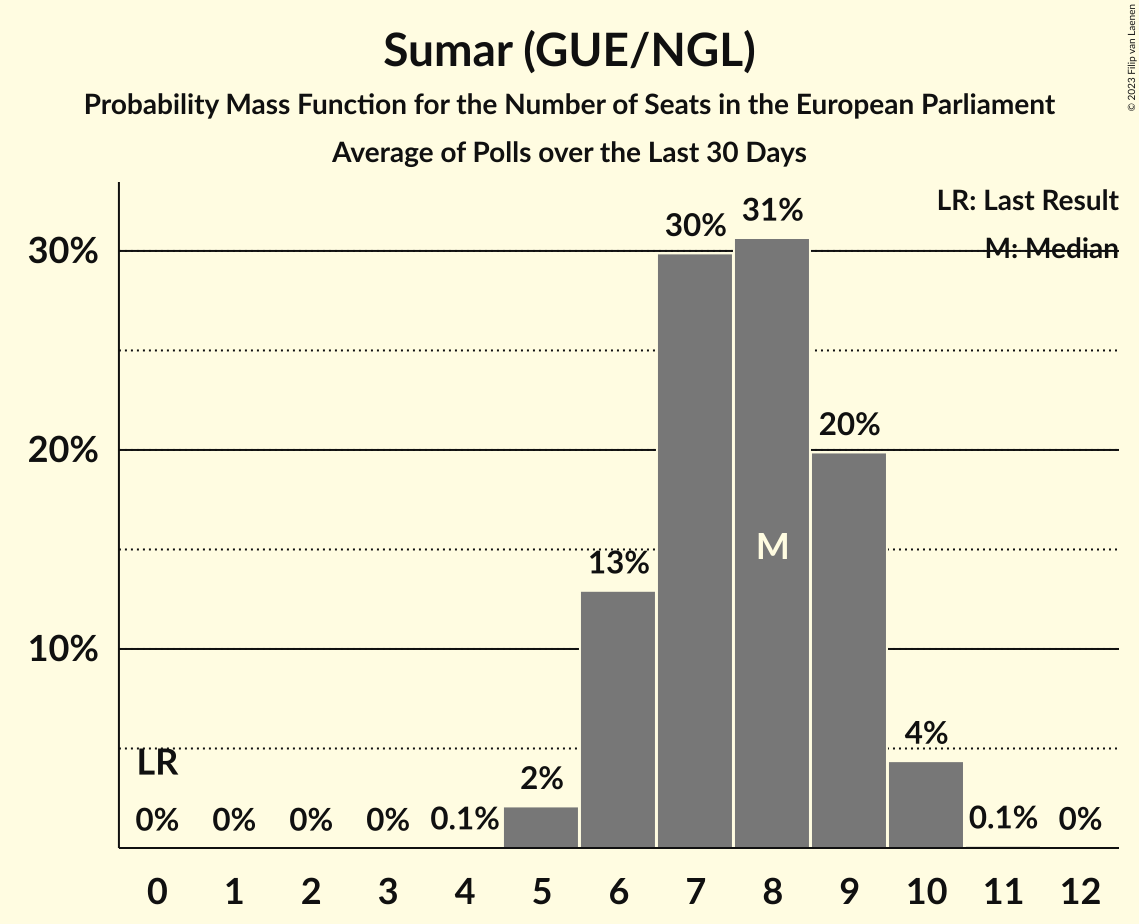 Sumar (GUE/NGL)
Probability Mass Function for the Number of Seats in the European Parliament
Average of Polls over the Last 30 Days
© 2023 Filip van Laenen
LR: Last Result
M: Median
30%
20%
10%
LR
0% 0% 0% 0% 0.1% 2% 13% 30% 31% 20% 4% 0.1% 0%
M
0 1 2 3 4 5 6 7 8 9 10 11 12